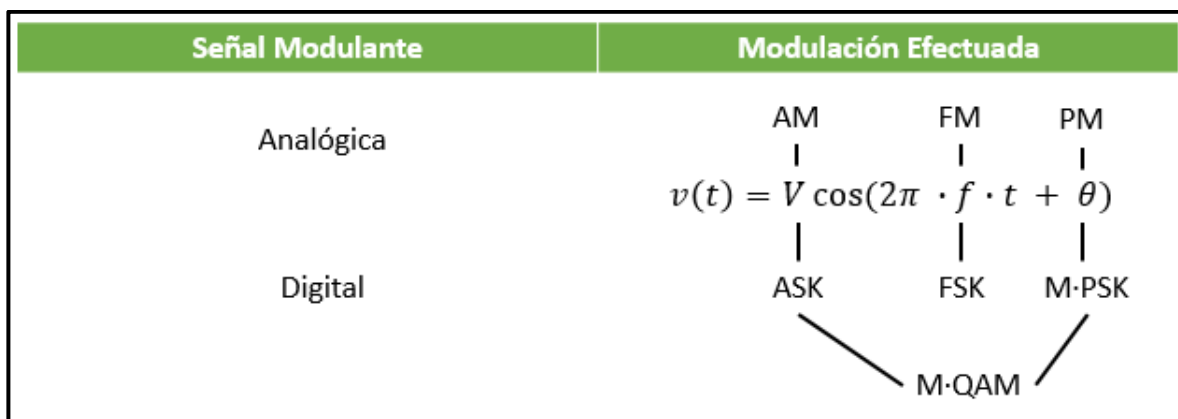 Señal Modulante Modulación Efectuada
Analógica
AM FM PM
v(t) = V cos(2π · f · t + θ)
Digital
ASK FSK M·PSK
M·QAM